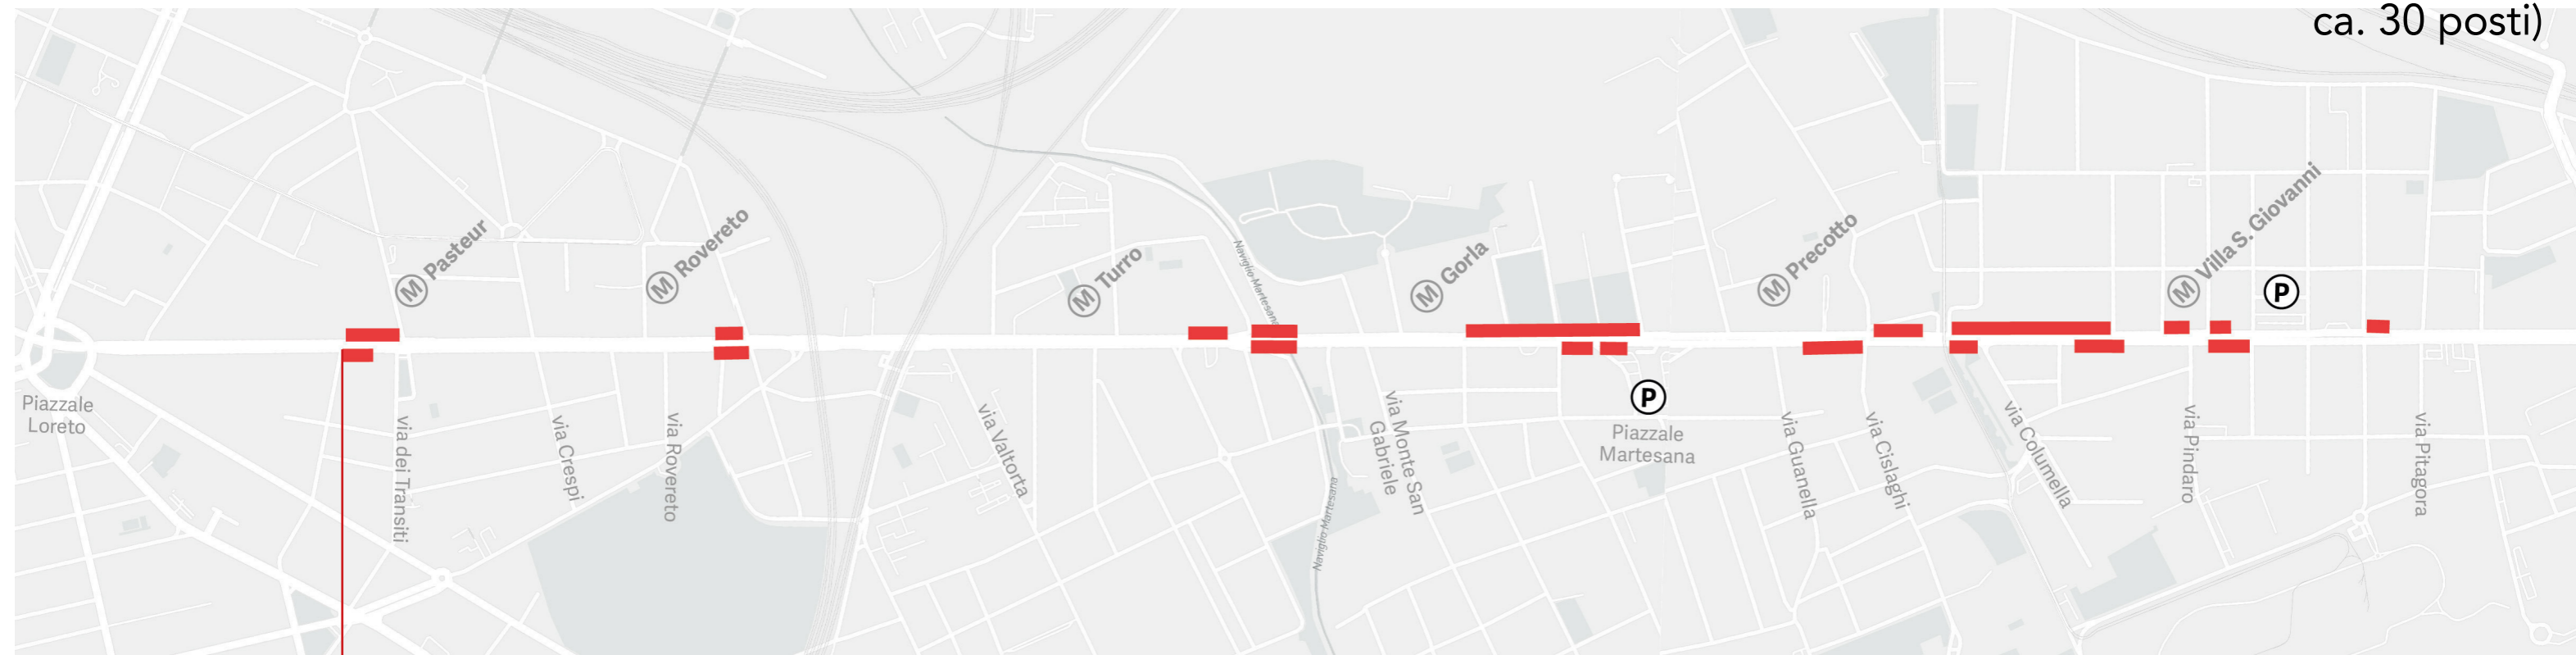 ca. 30 posti)
M Pasteur
M Rovereto
M Turro
M Gorla
M Precotto
M Villa S. Giovanni
P
Naviglio Martesana
Piazzale
Loreto
via dei Transiti
via Crespi
via Rovereto
via Valtorta
Naviglio Martesana
via Monte San
Gabriele
P
Piazzale
Martesana
via Guanella
via Cislaghi
via Columella
via Pindaro
via Pitagora